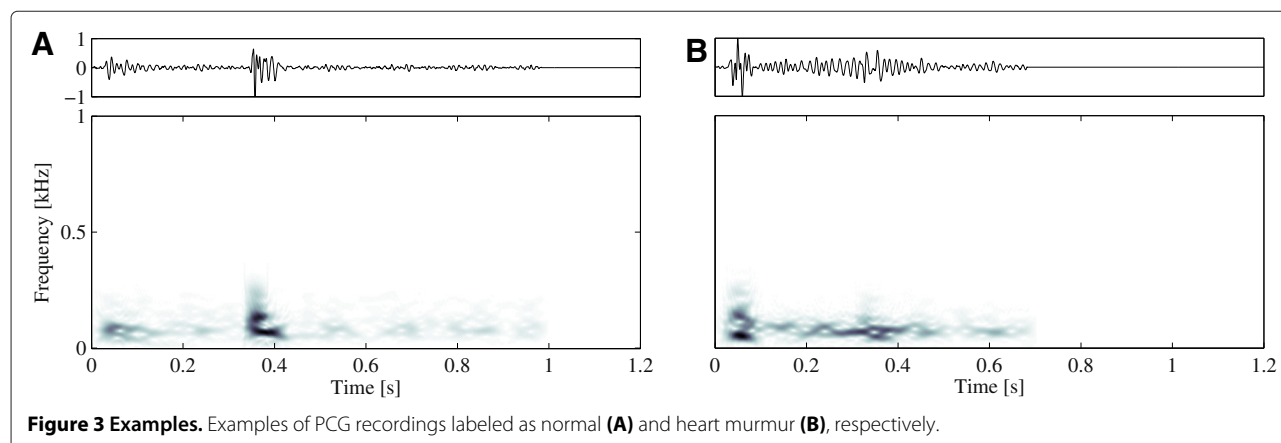 A
B
1
0
−1
1
0.5
0
Frequency [kHz]
0 0.2 0.4 0.6 0.8 1 1.2
Time [s]
0 0.2 0.4 0.6 0.8 1 1.2
Time [s]
Figure 3 Examples. Examples of PCG recordings labeled as normal (A) and heart murmur (B), respectively.